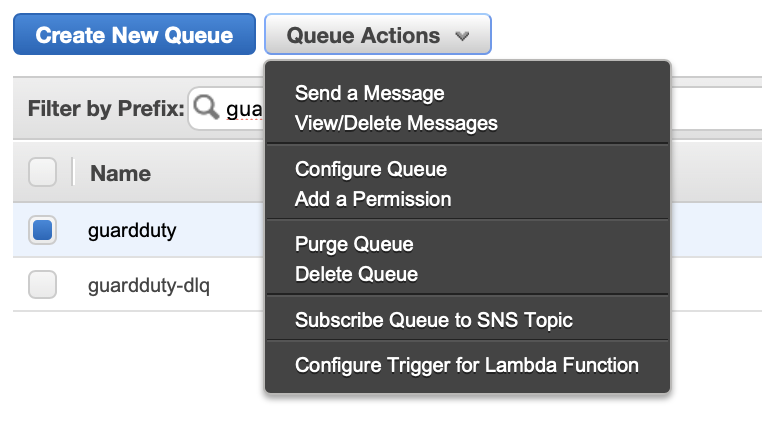 Create New Queue
Queue Actions
Filter by Prefix:
gua
Send a Message
View/Delete Messages
Name
Configure Queue
Add a Permission
guardduty
Purge Queue
Delete Queue
guardduty-dlq
Subscribe Queue to SNS Topic
Configure Trigger for Lambda Function